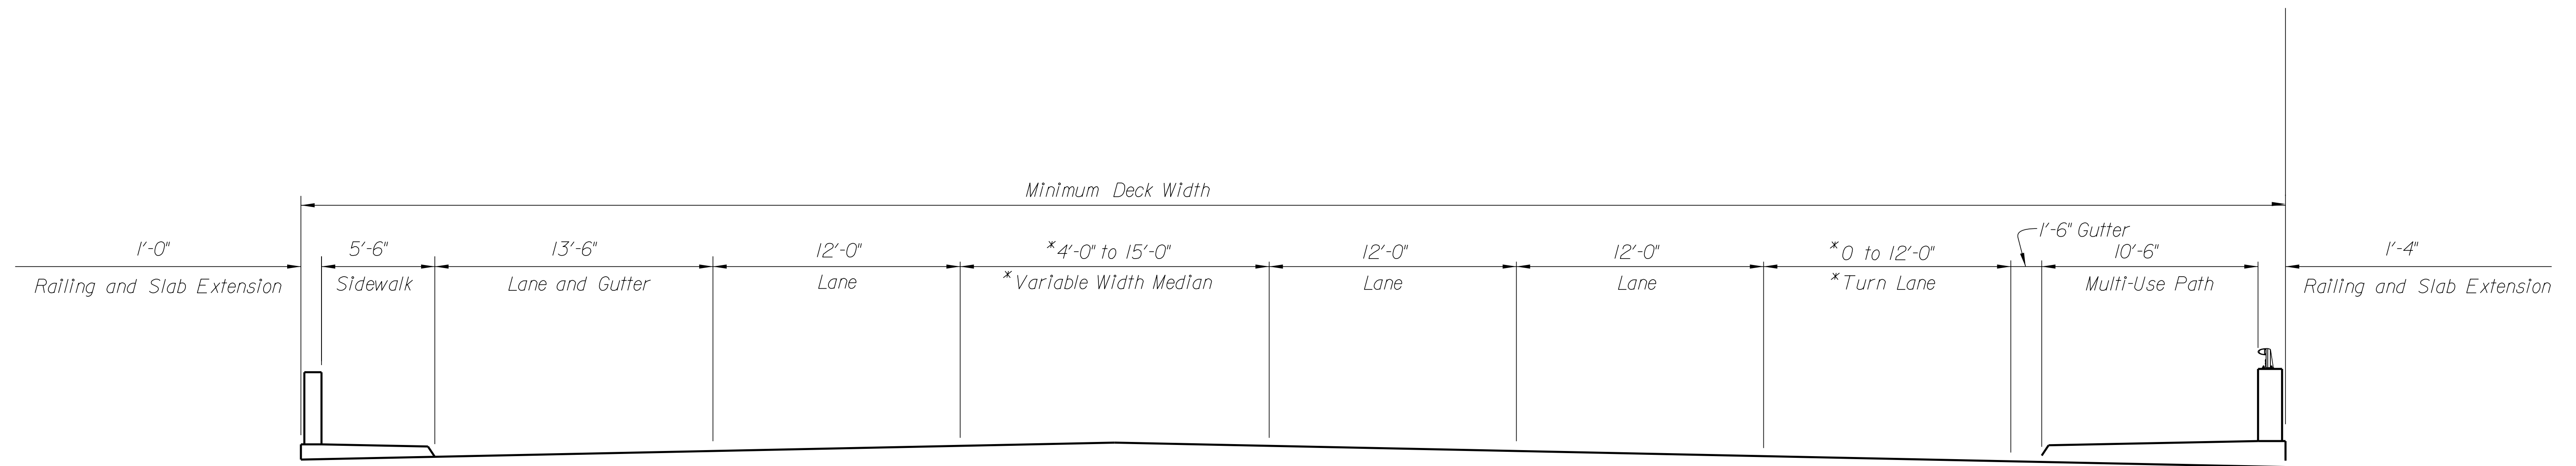 Minimum Deck Width
1'-6" Gutter
1'-0" 5'-6" 13'-6" 12'-0" *4'-0" to 15'-0" 12'-0" 12'-0" *0 to 12'-0" 10'-6" 1'-4"
Railing and Slab Extension Sidewalk Lane and Gutter Lane *Variable Width Median Lane Lane *Turn Lane Multi-Use Path Railing and Slab Extension